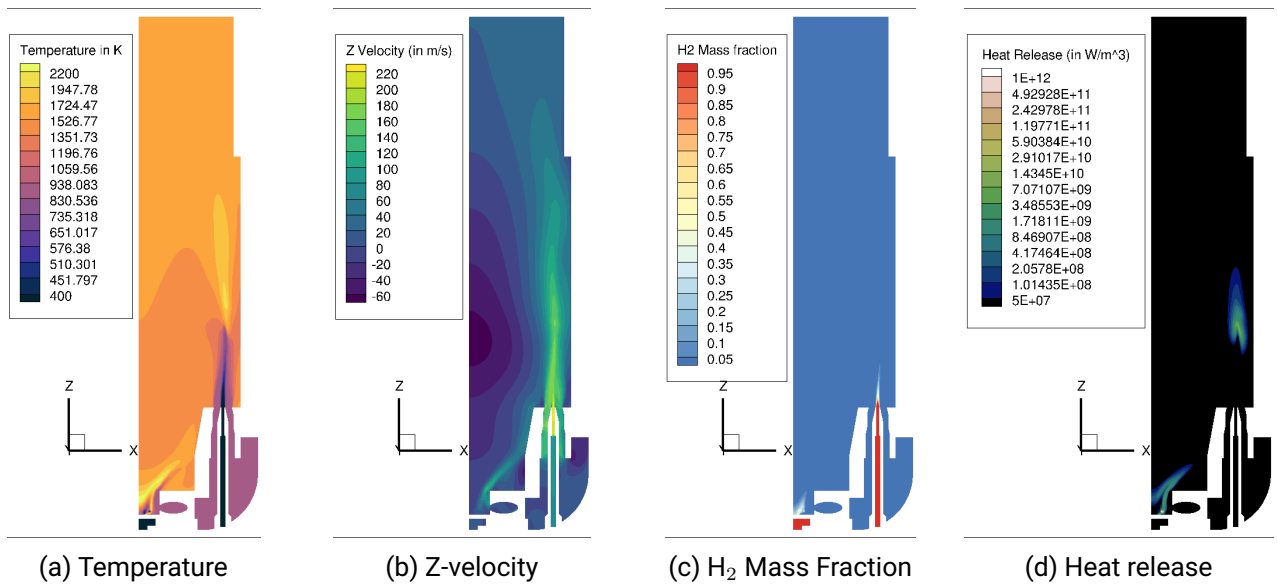 Temperature in K
2200
1947.78
1724.47
1526.77
1351.73
1196.76
1059.56
938.083
830.536
735.318
651.017
576.38
510.301
451.797
400
Z
X
Y
(a) Temperature
Z Velocity (in m/s)
220
200
180
160
140
120
100
80
60
40
20
0
-20
-40
-60
Z
X
Y
(b) Z-velocity
H2 Mass fraction
0.95
0.9
0.85
0.8
0.75
0.7
0.65
0.6
0.55
0.5
0.45
0.4
0.35
0.3
0.25
0.2
0.15
0.1
0.05
Z
X
Y
(c) H₂ Mass Fraction
Heat Release (in W/m^3)
1E+12
4.92928E+11
2.42978E+11
1.19771E+11
5.90384E+10
2.91017E+10
1.4345E+10
7.07107E+09
3.48553E+09
1.71811E+09
8.46907E+08
4.17464E+08
2.0578E+08
1.01435E+08
5E+07
Z
X
Y
(d) Heat release